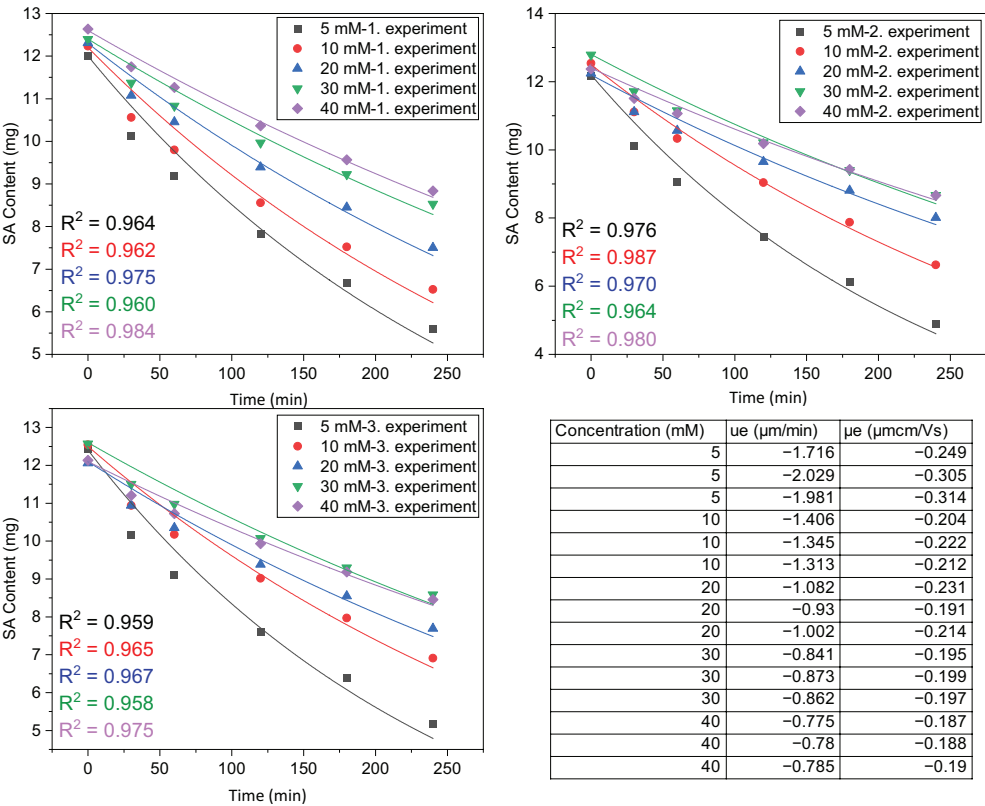 13
12
11
10
9
8
7
6
5
SA Content (mg)
5 mM-1. experiment
10 mM-1. experiment
20 mM-1. experiment
30 mM-1. experiment
40 mM-1. experiment
R² = 0.964
R² = 0.962
R² = 0.975
R² = 0.960
R² = 0.984
0 50 100 150 200 250
Time (min)
14
12
10
8
6
4
SA Content (mg)
5 mM-2. experiment
10 mM-2. experiment
20 mM-2. experiment
30 mM-2. experiment
40 mM-2. experiment
R² = 0.976
R² = 0.987
R² = 0.970
R² = 0.964
R² = 0.980
0 50 100 150 200 250
Time (min)
13
12
11
10
9
8
7
6
5
SA Content (mg)
5 mM-3. experiment
10 mM-3. experiment
20 mM-3. experiment
30 mM-3. experiment
40 mM-3. experiment
R² = 0.959
R² = 0.965
R² = 0.967
R² = 0.958
R² = 0.975
0 50 100 150 200 250
Time (min)
Concentration (mM) ue (µm/min) µe (µmcm/Vs)
5 −1.716 −0.249
5 −2.029 −0.305
5 −1.981 −0.314
10 −1.406 −0.204
10 −1.345 −0.222
10 −1.313 −0.212
20 −1.082 −0.231
20 −0.93 −0.191
20 −1.002 −0.214
30 −0.841 −0.195
30 −0.873 −0.199
30 −0.862 −0.197
40 −0.775 −0.187
40 −0.78 −0.188
40 −0.785 −0.19